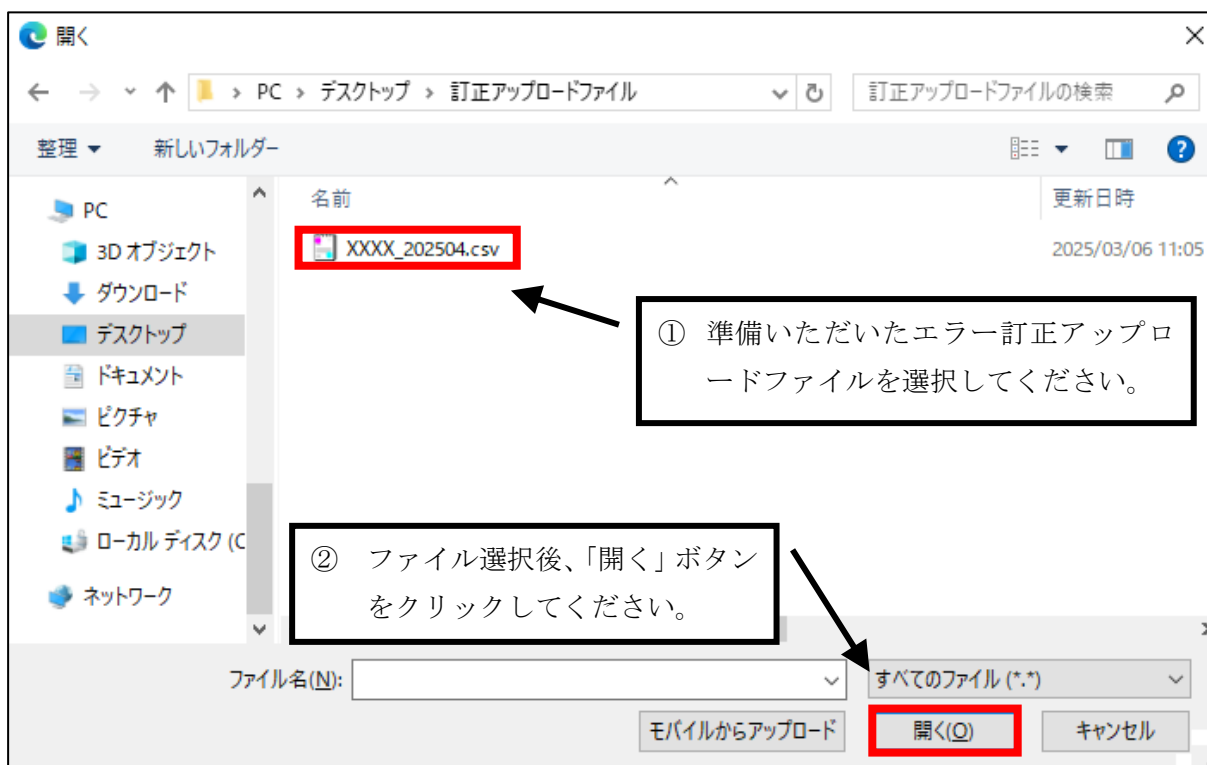 開く
PC > デスクトップ > 訂正アップロードファイル
訂正アップロードファイルの検索
整理
新しいフォルダー
名前
更新日時
PC
3D オブジェクト
ダウンロード
デスクトップ
ドキュメント
ピクチャ
ビデオ
ミュージック
ローカル ディスク (C
ネットワーク
XXXX_202504.csv
2025/03/06 11:05
① 準備いただいたエラー訂正アップロ
ードファイルを選択してください。
② ファイル選択後、「開く」ボタン
をクリックしてください。
ファイル名(N):
すべてのファイル (*.*)
モバイルからアップロード
開く(O)
キャンセル